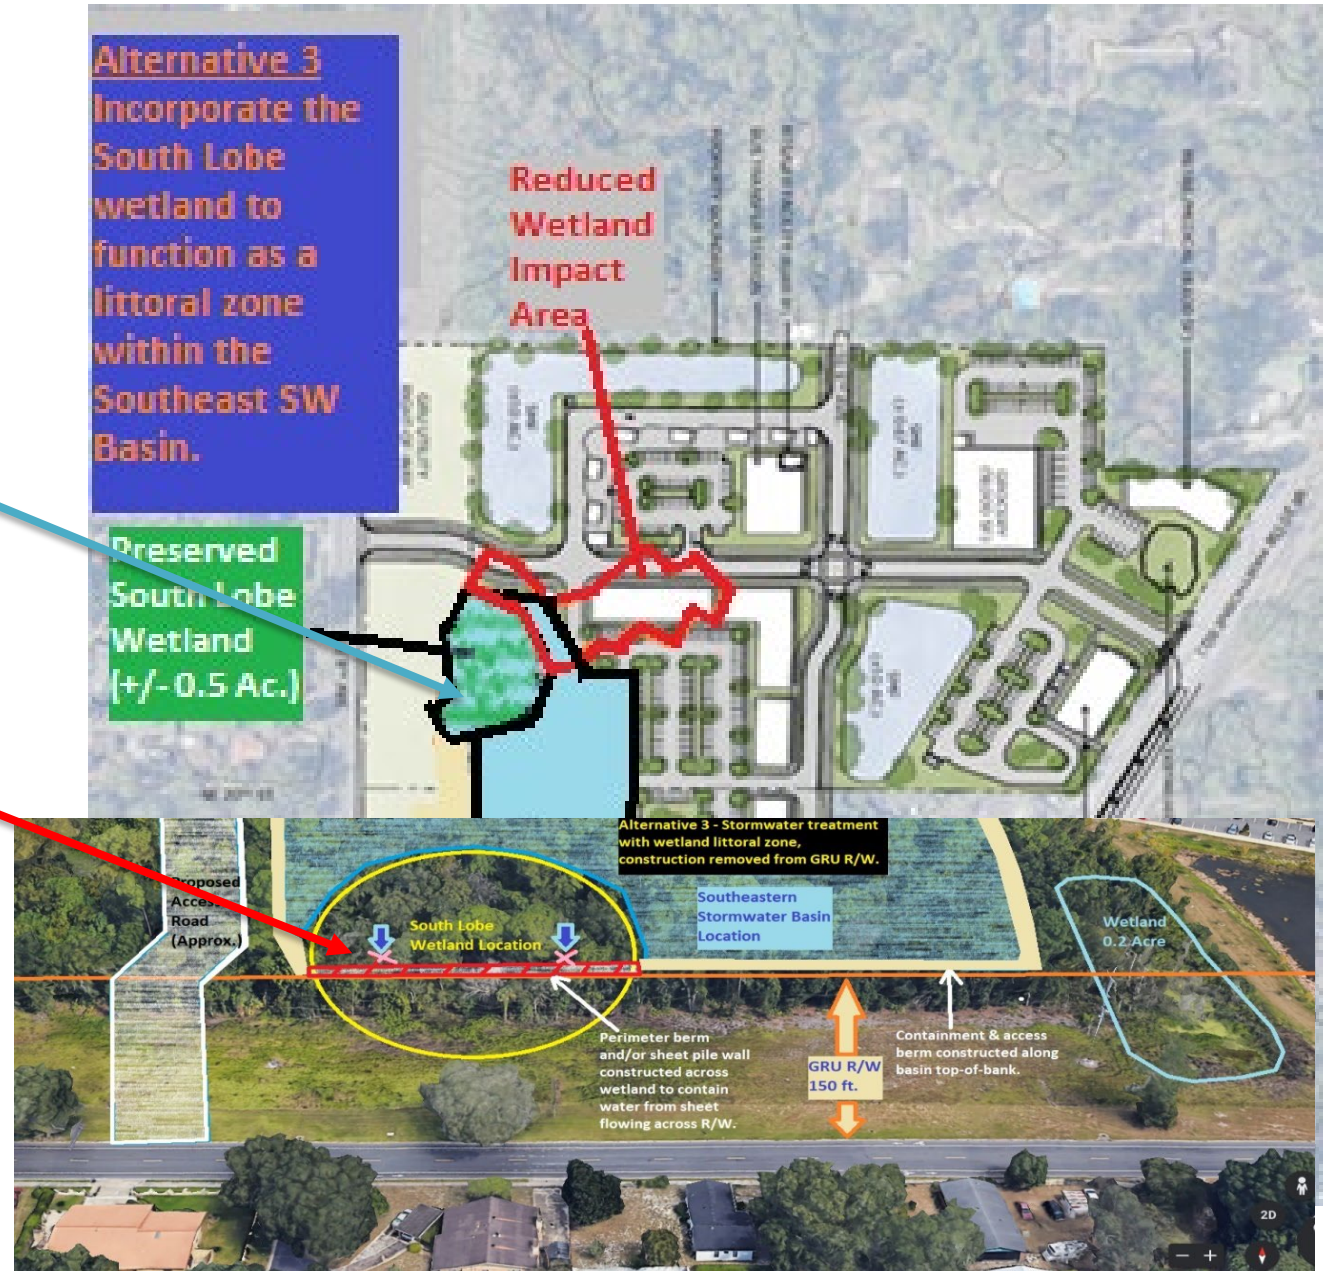 Alternative 3
Incorporate the
South Lobe
wetland to
function as a
littoral zone
within the
Southeast SW
Basin.
Reduced
Wetland
Impact
Area
Preserved
South Lobe
Wetland
(+/- 0.5 Ac.)
Alternative 3 - Stormwater treatment
with wetland littoral zone,
construction removed from GRU R/W.
Proposed
Access
Road
(Approx.)
South Lobe
Wetland Location
Southeastern
Stormwater Basin
Location
Wetland
0.2 Acre
Perimeter berm
and/or sheet pile wall
constructed across
wetland to contain
water from sheet
flowing across R/W.
GRU R/W
150 ft.
Containment & access
berm constructed along
basin top-of-bank.
2D